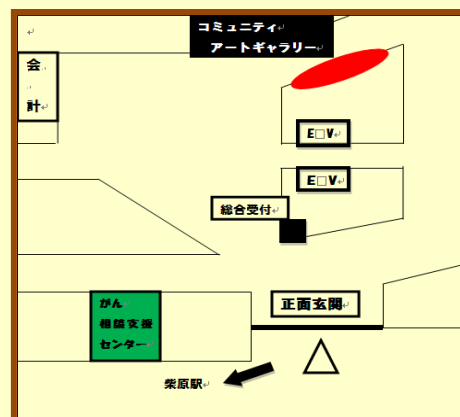 コミュニティ
アートギャラリー
会
計
E□V
E□V
総合受付
がん
相談支援
センター
正面玄関
柴原駅